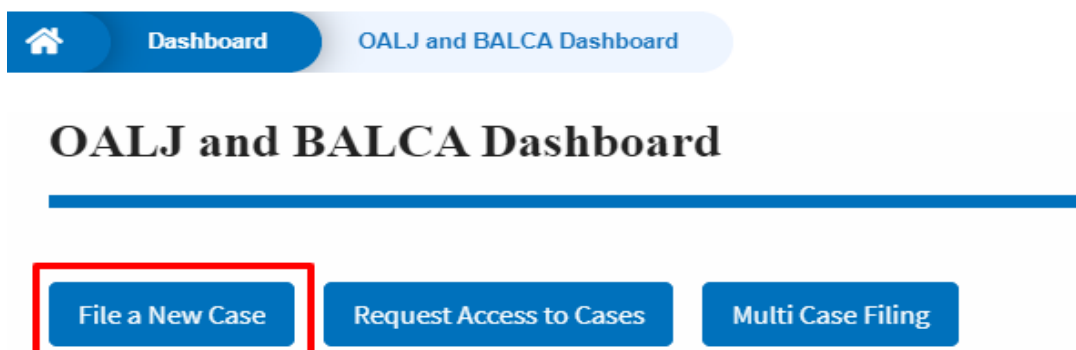 Dashboard OALJ and BALCA Dashboard
OALJ and BALCA Dashboard
File a New Case Request Access to Cases Multi Case Filing